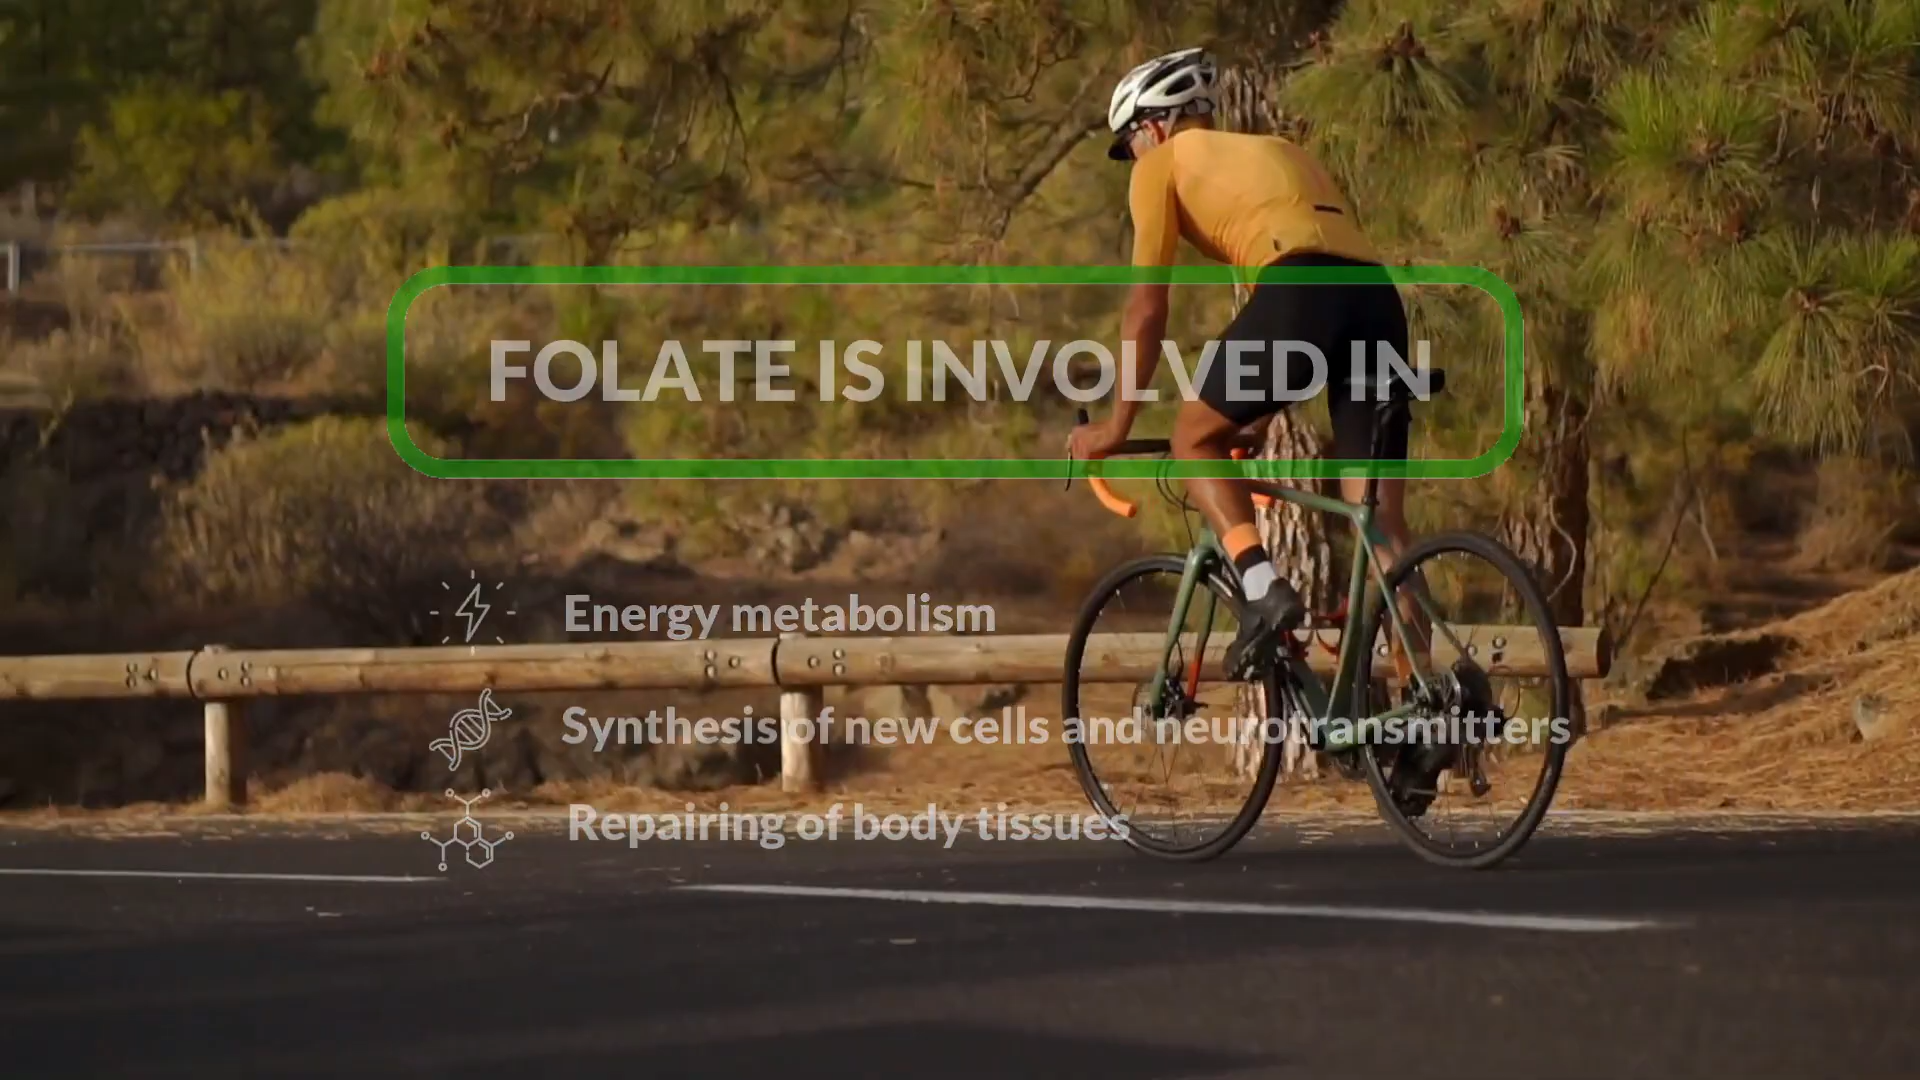 FOLATE IS INVOLVED IN
Energy metabolism
Synthesis of new cells and neurotransmitters
Repairing of body tissues